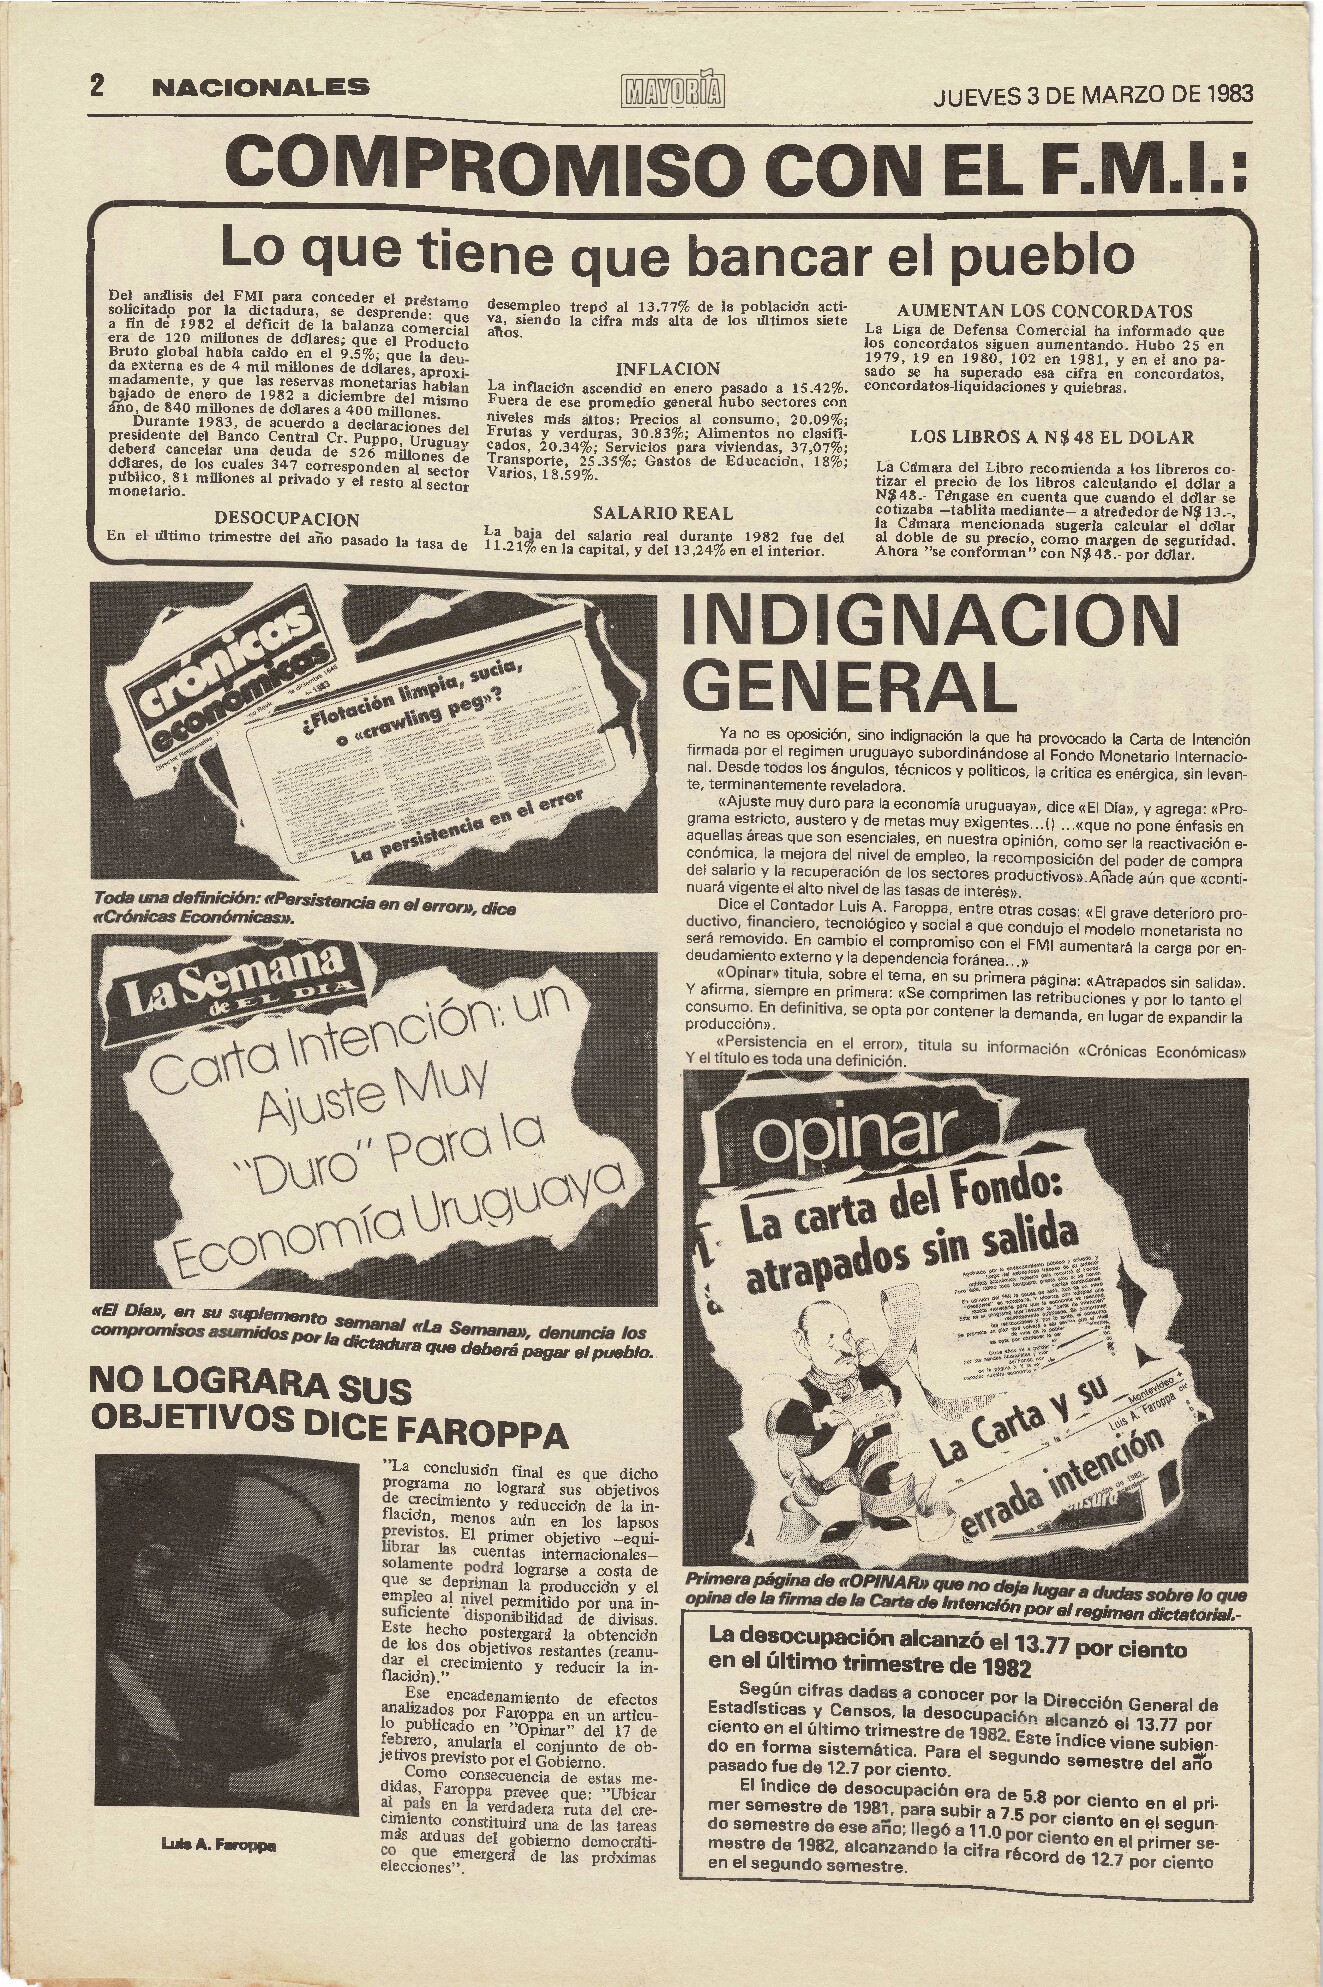 2 NACIONALES
MAYORÍA
JUEVES 3 DE MARZO DE 1983
COMPROMISO CON EL F.M.I.:
Lo que tiene que bancar el pueblo
Del análisis del FMI para conceder el préstamo
solicitado por la dictadura, se desprende: que
a fin de 1982 el déficit de la balanza comercial
era de 120 millones de dólares; que el Producto
Bruto global había caído en el 9.5%; que la deu-
da externa es de 4 mil millones de dólares, aproxi-
madamente, y que las reservas monetarias habían
bajado de enero de 1982 a diciembre del mismo
año, de 840 millones de dólares a 400 millones.
Durante 1983, de acuerdo a declaraciones del
presidente del Banco Central Cr. Puppo, Uruguay
deberá cancelar una deuda de 526 millones de
dólares, de los cuales 347 corresponden al sector
público, 81 millones al privado y el resto al sector
monetario.
DESOCUPACION
En el último trimestre del año pasado la tasa de
desempleo trepó al 13.77% de la población acti-
va, siendo la cifra más alta de los últimos siete
años.
INFLACION
La inflación ascendió en enero pasado a 15.42%.
Fuera de ese promedio general hubo sectores con
niveles más altos: Precios al consumo, 20.09%;
Frutas y verduras, 30.83%; Alimentos no clasifi-
cados, 20.34%; Servicios para viviendas, 37,07%;
Transporte, 25.35%; Gastos de Educación, 18%;
Varios, 18.59%.
SALARIO REAL
La baja del salario real durante 1982 fue del
11.21% en la capital, y del 13,24% en el interior.
AUMENTAN LOS CONCORDATOS
La Liga de Defensa Comercial ha informado que
los concordatos siguen aumentando. Hubo 25 en
1979, 19 en 1980, 102 en 1981, y en el ano pa-
sado se ha superado esa cifra en concordatos,
concordatos-liquidaciones y quiebras.
LOS LIBROS A N$ 48 EL DOLAR
La Cámara del Libro recomienda a los libreros co-
tizar el precio de los libros calculando el dólar a
N$ 48.- Téngase en cuenta que cuando el dólar se
cotizaba —tablita mediante— a atrededor de N$ 13.-,
la Cámara mencionada sugería calcular el dólar
al doble de su precio, como margen de seguridad.
Ahora "se conforman" con N$ 48.- por dólar.
crónicas
económicas
¿Flotación limpia, sucia,
o «crawling peg»?
La persistencia en el error
Toda una definición: «Persistencia en el error», dice
«Crónicas Económicas».
La Semana
de EL DIA
Carta Intención: un
Ajuste Muy
"Duro" Para la
Economía Uruguaya
«El Día», en su suplemento semanal «La Semana», denuncia los
compromisos asumidos por la dictadura que deberá pagar el pueblo.
NO LOGRARA SUS
OBJETIVOS DICE FAROPPA
"La conclusión final es que dicho
programa no logrará sus objetivos
de crecimiento y reducción de la in-
flación, menos aún en los lapsos
previstos. El primer objetivo —equi-
librar las cuentas internacionales—
solamente podrá lograrse a costa de
que se depriman la producción y el
empleo al nivel permitido por una in-
suficiente disponibilidad de divisas.
Este hecho postergará la obtención
de los dos objetivos restantes (reanu-
dar el crecimiento y reducir la in-
flación)."
Ese encadenamiento de efectos
analizados por Faroppa en un artícu-
lo publicado en "Opinar" del 17 de
febrero, anularía el conjunto de ob-
jetivos previsto por el Gobierno.
Como consecuencia de estas me-
didas, Faroppa prevee que: "Ubicar
al país en la verdadera ruta del cre-
cimiento constituirá una de las tareas
más arduas del gobierno democráti-
co que emergerá de las próximas
elecciones".
Luis A. Faroppa
INDIGNACION
GENERAL
Ya no es oposición, sino indignación la que ha provocado la Carta de Intención
firmada por el regimen uruguayo subordinándose al Fondo Monetario Internacio-
nal. Desde todos los ángulos, técnicos y políticos, la crítica es enérgica, sin levan-
te, terminantemente reveladora.
«Ajuste muy duro para la economía uruguaya», dice «El Día», y agrega: «Pro-
grama estricto, austero y de metas muy exigentes...() ...«que no pone énfasis en
aquellas áreas que son esenciales, en nuestra opinión, como ser la reactivación e-
conómica, la mejora del nivel de empleo, la recomposición del poder de compra
del salario y la recuperación de los sectores productivos».Añade aún que «conti-
nuará vigente el alto nivel de las tasas de interés».
Dice el Contador Luis A. Faroppa, entre otras cosas: «El grave deterioro pro-
ductivo, financiero, tecnológico y social a que condujo el modelo monetarista no
será removido. En cambio el compromiso con el FMI aumentará la carga por en-
deudamiento externo y la dependencia foránea...»
«Opinar» titula, sobre el tema, en su primera página: «Atrapados sin salida».
Y afirma, siempre en primera: «Se comprimen las retribuciones y por lo tanto el
consumo. En definitiva, se opta por contener la demanda, en lugar de expandir la
producción».
«Persistencia en el error», titula su información «Crónicas Económicas»
Y el título es toda una definición.
opinar
La carta del Fondo:
atrapados sin salida
La Carta y su
Montevideo
Luis A. Faroppa
errada intención
Primera página de «OPINAR» que no deja lugar a dudas sobre lo que
opina de la firma de la Carta de Intención por el regimen dictatorial.-
La desocupación alcanzó el 13.77 por ciento
en el último trimestre de 1982
Según cifras dadas a conocer por la Dirección General de
Estadísticas y Censos, la desocupación alcanzó el 13.77 por
ciento en el último trimestre de 1982. Este índice viene subien-
do en forma sistemática. Para el segundo semestre del año
pasado fue de 12.7 por ciento.
El índice de desocupación era de 5.8 por ciento en el pri-
mer semestre de 1981, para subir a 7.5 por ciento en el segun-
do semestre de ese año; llegó a 11.0 por ciento en el primer se-
mestre de 1982, alcanzando la cifra récord de 12.7 por ciento
en el segundo semestre.